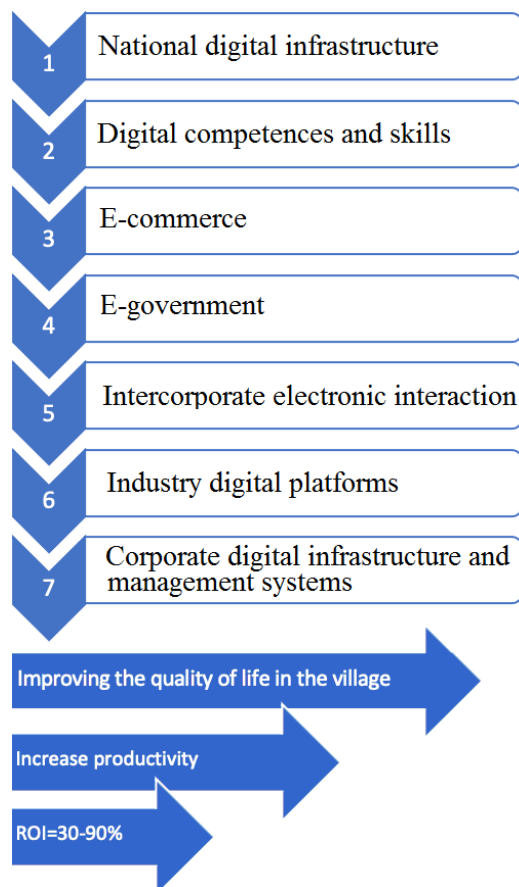 1
National digital infrastructure
2
Digital competences and skills
3
E-commerce
4
E-government
5
Intercorporate electronic interaction
6
Industry digital platforms
7
Corporate digital infrastructure and
management systems
Improving the quality of life in the village
Increase productivity
ROI=30-90%